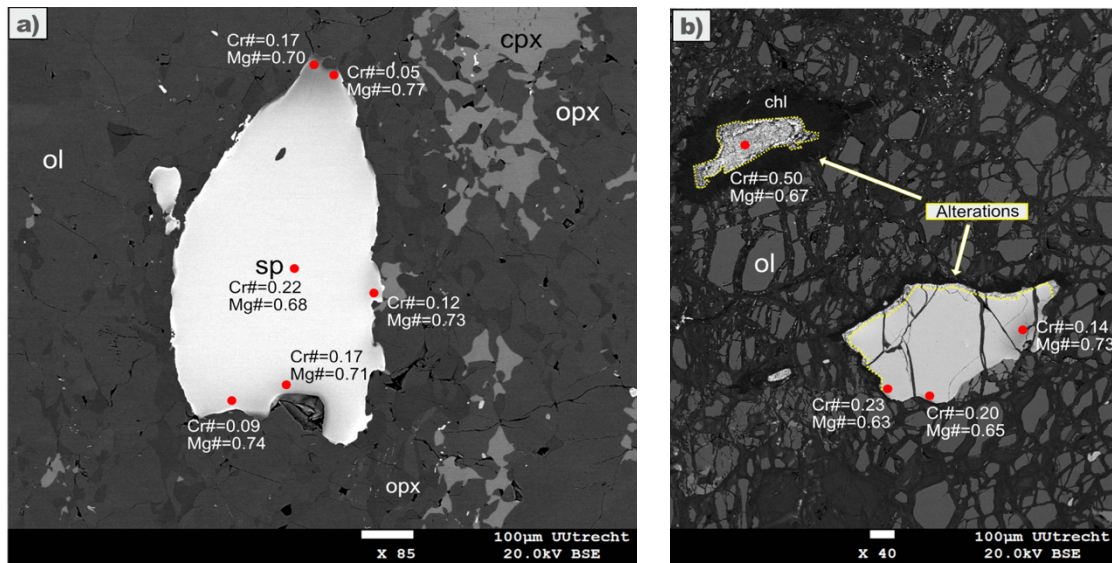 a)
Cr#=0.17
Mg#=0.70
Cr#=0.05
Mg#=0.77
cpx
opx
ol
sp
Cr#=0.22
Mg#=0.68
Cr#=0.12
Mg#=0.73
Cr#=0.17
Mg#=0.71
Cr#=0.09
Mg#=0.74
opx
100μm UUtrecht
X 85 20.0kV BSE
b)
chl
Cr#=0.50
Mg#=0.67
Alterations
ol
Cr#=0.14
Mg#=0.73
Cr#=0.23
Mg#=0.63
Cr#=0.20
Mg#=0.65
100μm UUtrecht
X 40 20.0kV BSE